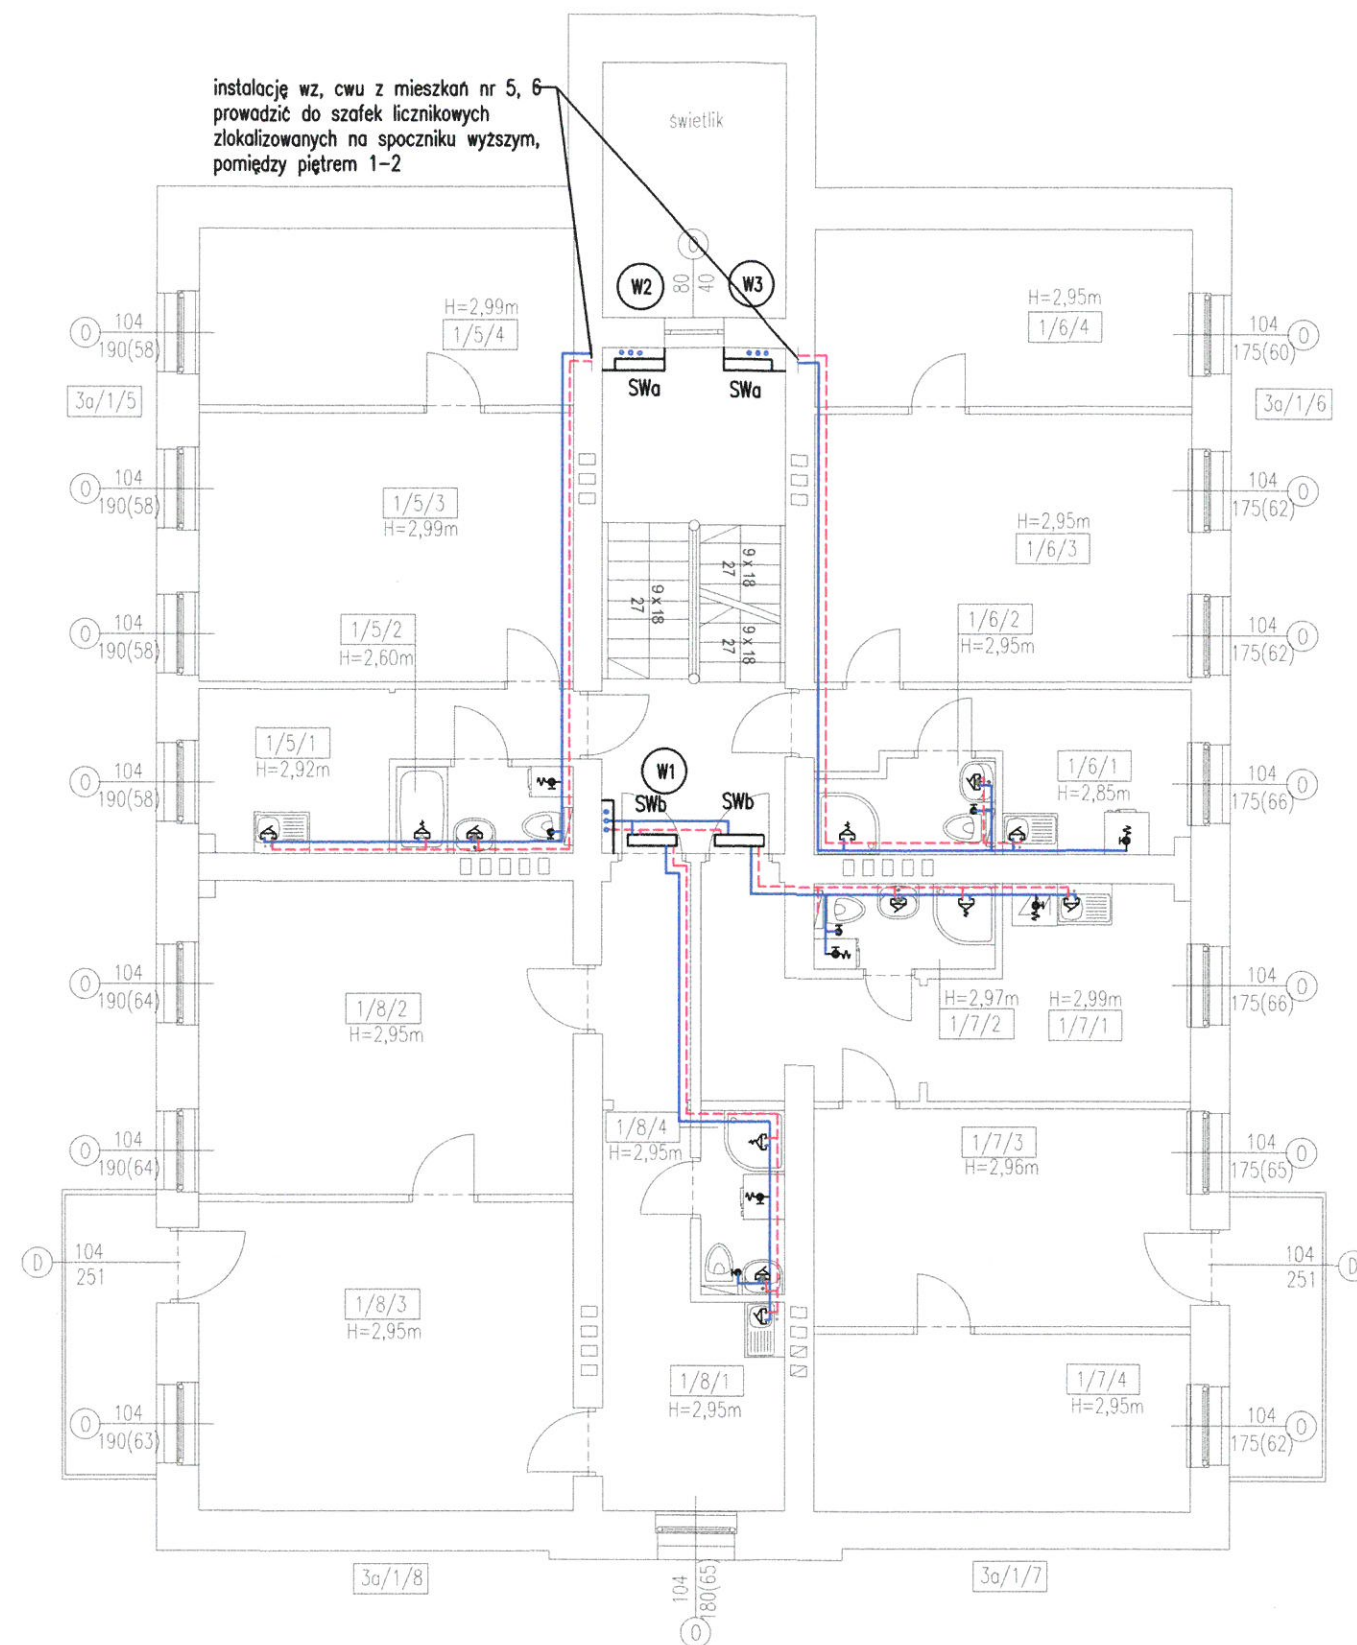 instalację wz, cwu z mieszkań nr 5, 6
prowadzić do szafek licznikowych
zlokalizowanych na spoczniku wyższym,
pomiędzy piętrem 1-2
świetlik
O
80
40
W2
W3
SWa
SWa
H=2,99m
1/5/4
H=2,95m
1/6/4
O
104
190(58)
104
175(60)
O
3a/1/5
3a/1/6
O
104
190(58)
1/5/3
H=2,99m
H=2,95m
1/6/3
104
175(62)
O
9 x 18
27
9 x 18
27
9 x 18
27
O
104
190(58)
1/5/2
H=2,60m
1/6/2
H=2,95m
104
175(62)
O
O
104
190(58)
1/5/1
H=2,92m
W1
SWb
SWb
1/6/1
H=2,85m
104
175(66)
O
O
104
190(64)
1/8/2
H=2,95m
H=2,97m
1/7/2
H=2,99m
1/7/1
104
175(66)
O
O
104
190(64)
1/8/4
H=2,95m
1/7/3
H=2,96m
104
175(65)
O
D
104
251
104
251
D
1/8/3
H=2,95m
1/8/1
H=2,95m
1/7/4
H=2,95m
O
104
190(63)
104
175(62)
O
3a/1/8
104
180(65)
O
3a/1/7